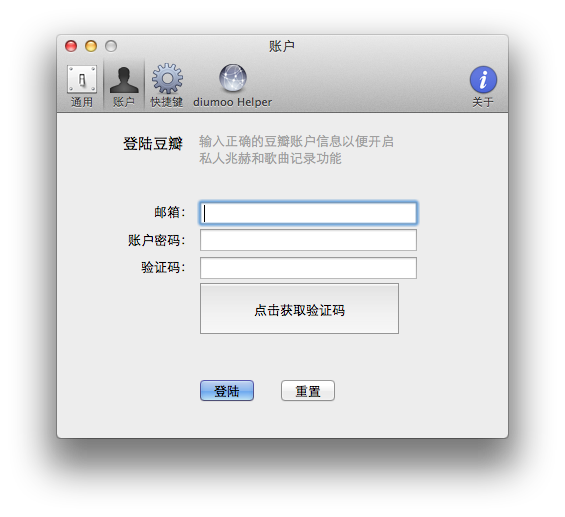 账户
通用
账户
快捷键
diumoo Helper
关于
登陆豆瓣
输入正确的豆瓣账户信息以便开启
私人兆赫和歌曲记录功能
邮箱：
账户密码：
验证码：
点击获取验证码
登陆
重置